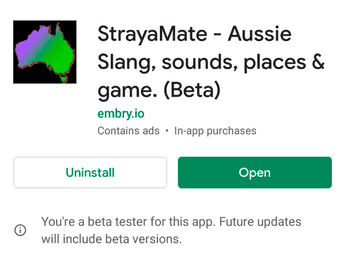 StrayaMate - Aussie
Slang, sounds, places &
game. (Beta)
embry.io
Contains ads • In-app purchases
Uninstall
Open
You're a beta tester for this app. Future updates
will include beta versions.